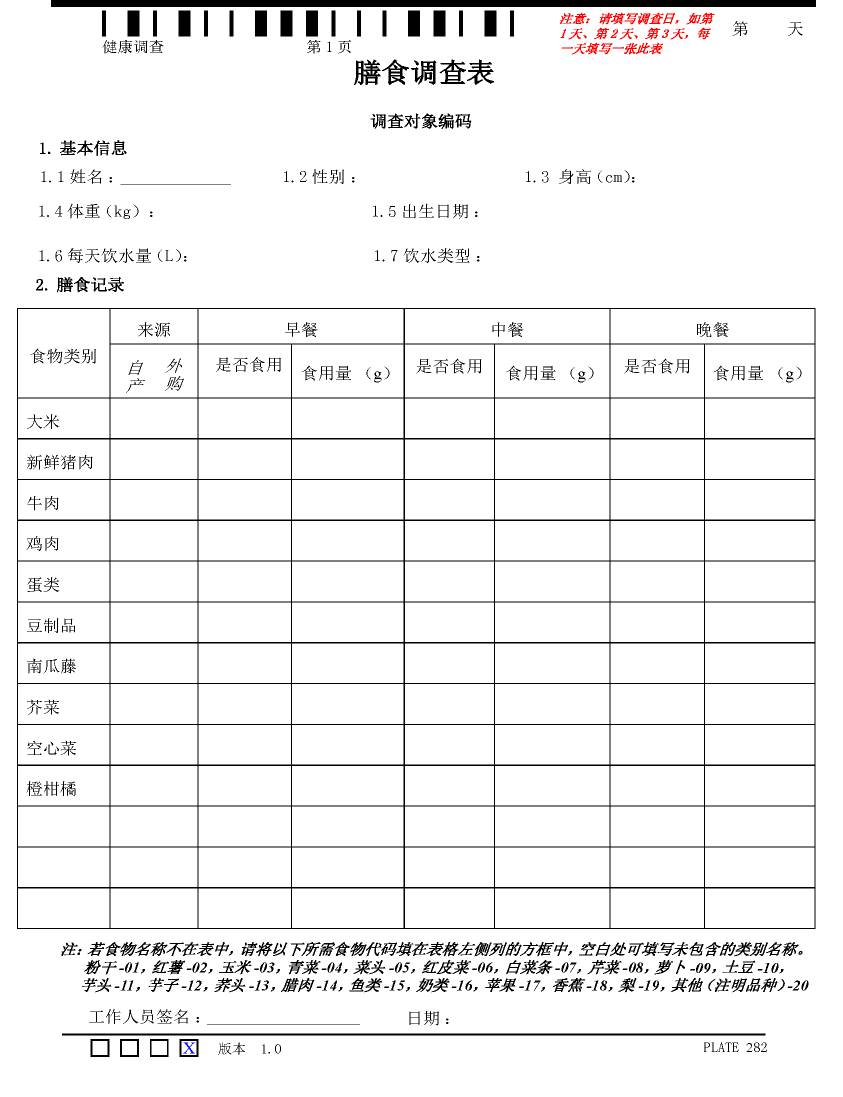 注意：请填写调查日，如第
1天、第2天、第3天，每
一天填写一张此表
第 天
健康调查 第1页
膳食调查表
调查对象编码
1. 基本信息
1.1姓名：_____________ 1.2性别： 1.3 身高（cm）：
1.4体重（kg）： 1.5出生日期：
1.6每天饮水量（L）： 1.7饮水类型：
2. 膳食记录
食物类别 来源 早餐 中餐 晚餐
自产 外购 是否食用 食用量（g） 是否食用 食用量（g） 是否食用 食用量（g）
大米
新鲜猪肉
牛肉
鸡肉
蛋类
豆制品
南瓜藤
芥菜
空心菜
橙柑橘
注：若食物名称不在表中，请将以下所需食物代码填在表格左侧列的方框中，空白处可填写未包含的类别名称。
粉干-01，红薯-02，玉米-03，青菜-04，菜头-05，红皮菜-06，白菜条-07，芹菜-08，萝卜-09，土豆-10，
芋头-11，芋子-12，荞头-13，腊肉-14，鱼类-15，奶类-16，苹果-17，香蕉-18，梨-19，其他（注明品种）-20
工作人员签名：__________________ 日期：
X 版本 1.0 PLATE 282